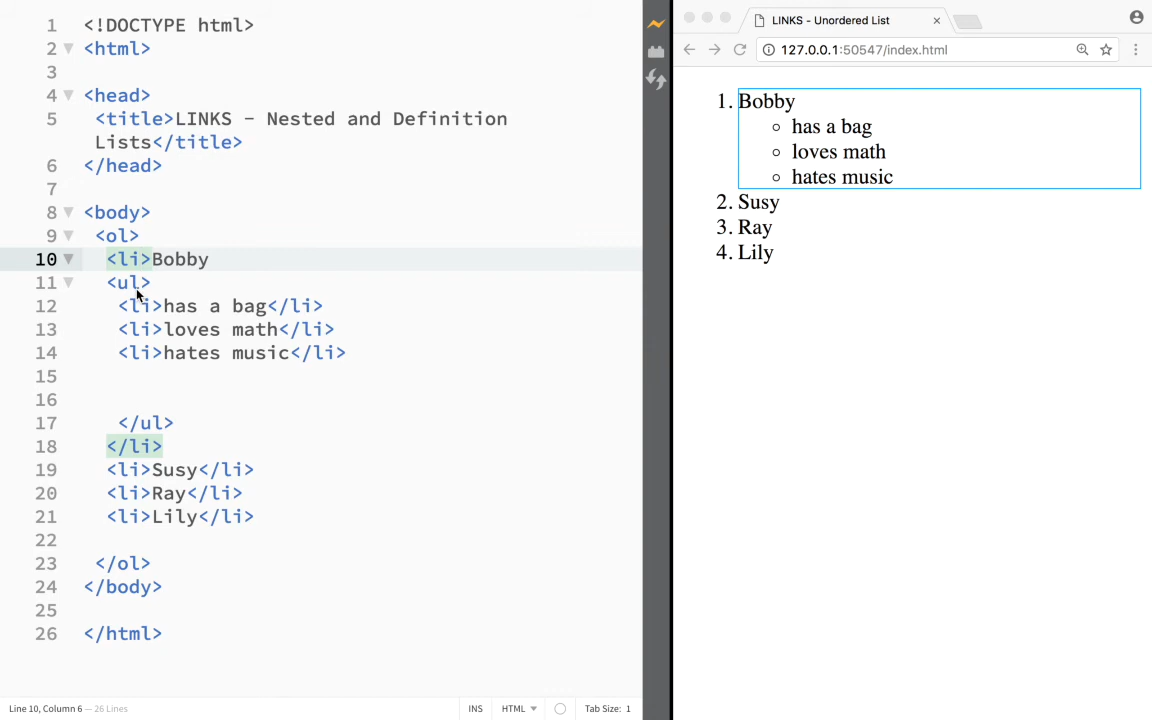 1 <!DOCTYPE html>
2 <html>
3
4 <head>
5 <title>LINKS - Nested and Definition
Lists</title>
6 </head>
7
8 <body>
9 <ol>
10 <li>Bobby
11 <ul>
12 <li>has a bag</li>
13 <li>loves math</li>
14 <li>hates music</li>
15
16
17 </ul>
18 </li>
19 <li>Susy</li>
20 <li>Ray</li>
21 <li>Lily</li>
22
23 </ol>
24 </body>
25
26 </html>
Line 10, Column 6 — 26 Lines
INS
HTML
Tab Size: 1
LINKS - Unordered List
127.0.0.1:50547/index.html
1. Bobby
has a bag
loves math
hates music
2. Susy
3. Ray
4. Lily